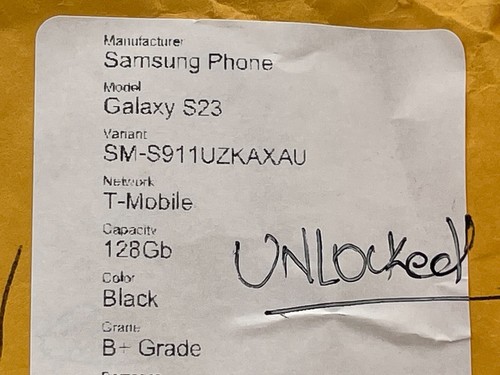 Manufacturer
Samsung Phone
Model
Galaxy S23
Variant
SM-S911UZKAXAU
Network
T-Mobile
Capacity
128Gb
UNLOCKED
Color
Black
Grade
B+ Grade